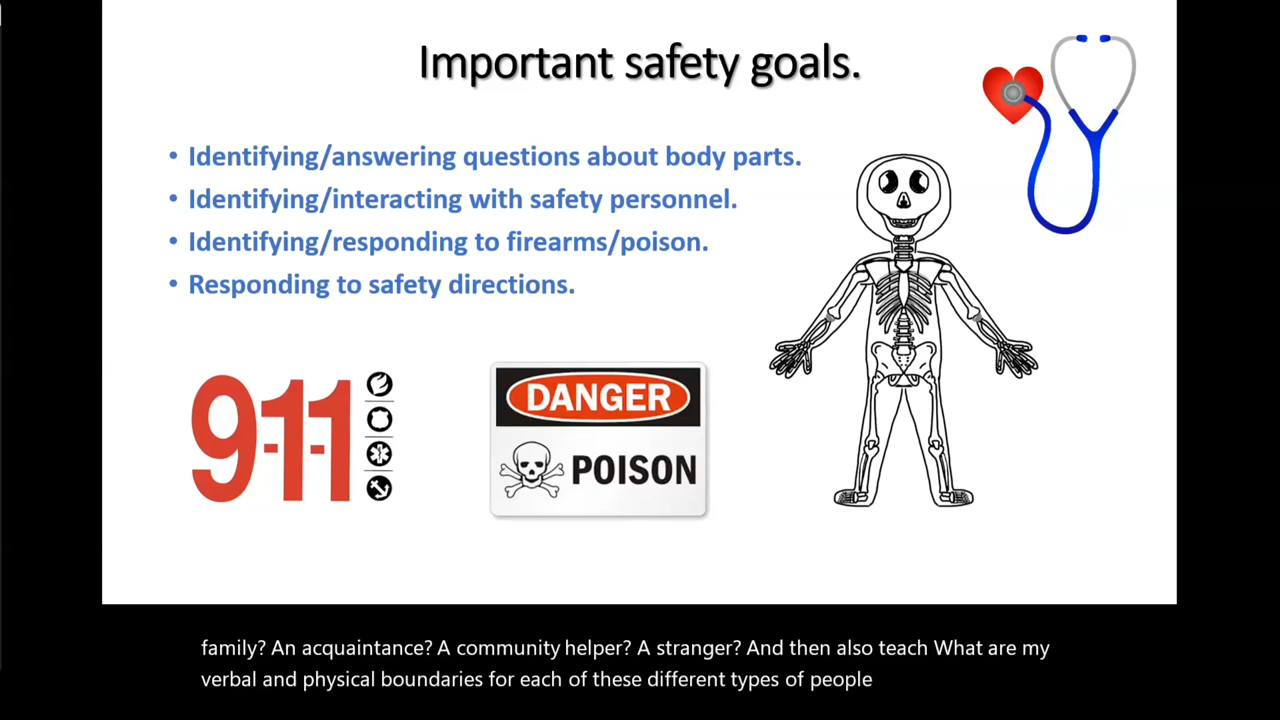 Important safety goals.
• Identifying/answering questions about body parts.
• Identifying/interacting with safety personnel.
• Identifying/responding to firearms/poison.
• Responding to safety directions.
9-1-1
DANGER
POISON
family? An acquaintance? A community helper? A stranger? And then also teach What are my
verbal and physical boundaries for each of these different types of people